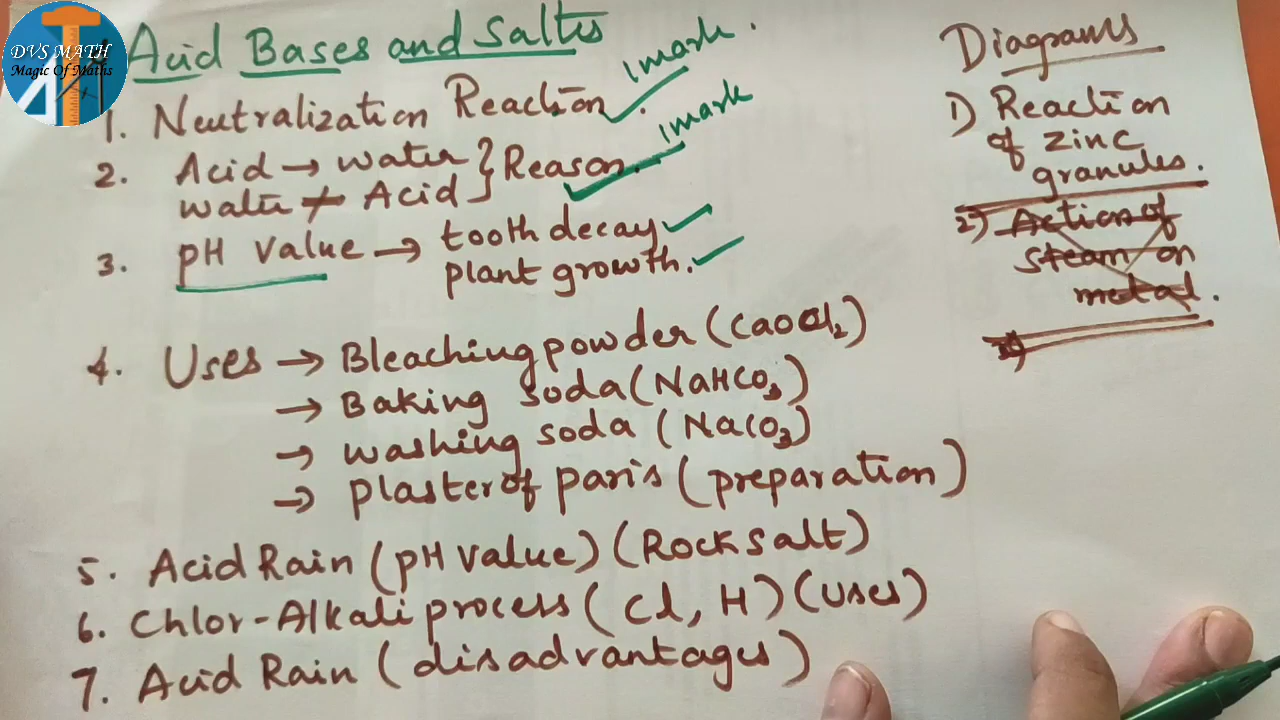 DVS MATH
Magic Of Maths
Acid Bases and Salts
1. Neutralization Reaction. 1 mark.
2. Acid → water } Reason. 1 mark
water ↛ Acid
3. pH value → tooth decay
plant growth.
4. Uses → Bleaching powder (CaOCl2)
→ Baking soda (NaHCO3)
→ washing soda (NaCO3)
→ plaster of paris (preparation)
5. Acid Rain (pH value) (Rock salt)
6. Chlor-Alkali process (Cl, H) (uses)
7. Acid Rain (disadvantages)
Diagrams
1) Reaction
of zinc
granules.
2) Action of
steam on
metal.